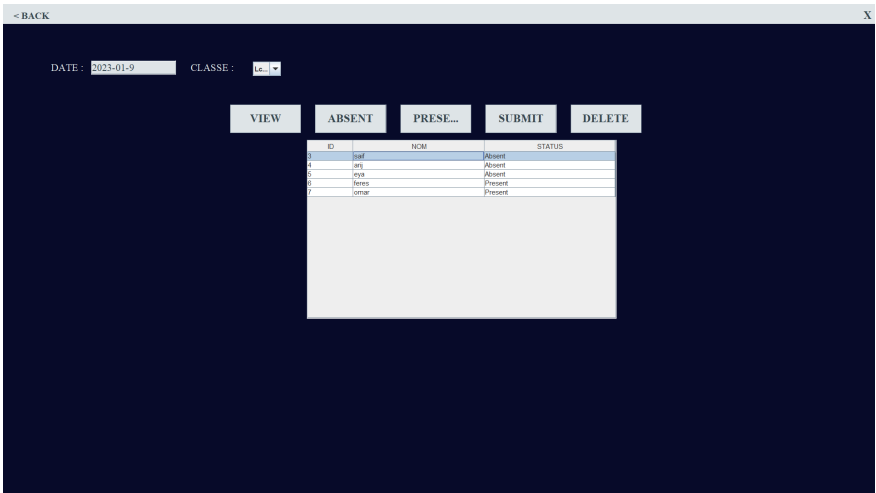 < BACK X
DATE : 2023-01-9 CLASSE : Lc...
VIEW ABSENT PRESE... SUBMIT DELETE
ID NOM STATUS
3 saif Absent
4 arij Absent
5 eya Absent
6 feres Present
7 omar Present